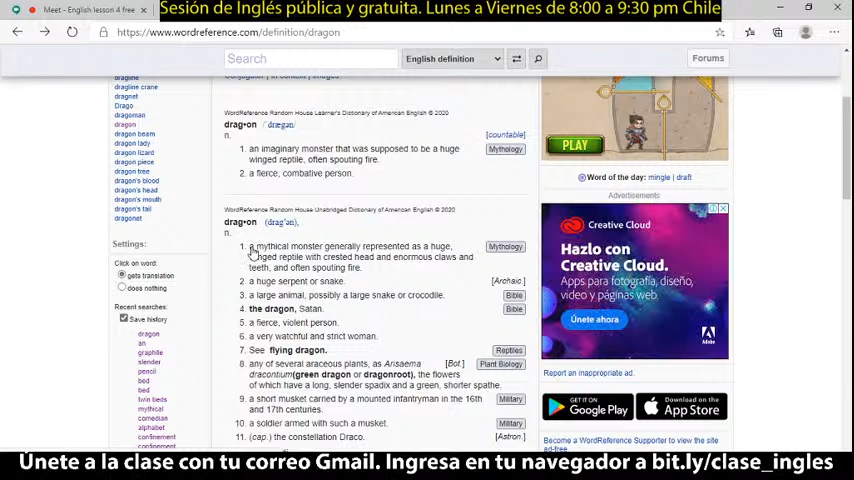 Sesión de Inglés pública y gratuita. Lunes a Viernes de 8:00 a 9:30 pm Chile
Meet - English lesson 4 free
https://www.wordreference.com/definition/dragon
Search
English definition
Forums
dragline
dragline crane
dragnet
Drago
dragoman
dragon
dragon beam
dragon lady
dragon lizard
dragon piece
dragon tree
dragon's blood
dragon's head
dragon's mouth
dragon's tail
dragonet
Settings:
Click on word:
gets translation
does nothing
Recent searches:
Save history
dragon
an
graphite
slender
pencil
bed
bed
twin beds
mythical
comedian
alphabet
confinement
confinement
Conjugator | in context | images
WordReference Random House Learner's Dictionary of American English © 2020
drag•on /ˈdrægən/
n.
[countable]
1. an imaginary monster that was supposed to be a huge
winged reptile, often spouting fire.
Mythology
2. a fierce, combative person.
WordReference Random House Unabridged Dictionary of American English © 2020
drag•on (drag′ən),
n.
1. a mythical monster generally represented as a huge,
winged reptile with crested head and enormous claws and
teeth, and often spouting fire.
Mythology
2. a huge serpent or snake.
[Archaic.]
3. a large animal, possibly a large snake or crocodile.
Bible
4. the dragon, Satan.
Bible
5. a fierce, violent person.
6. a very watchful and strict woman.
7. See flying dragon.
Reptiles
8. any of several araceous plants, as Arisaema
dracontium(green dragon or dragonroot), the flowers
of which have a long, slender spadix and a green, shorter spathe.
[Bot.]
Plant Biology
9. a short musket carried by a mounted infantryman in the 16th
and 17th centuries.
Military
10. a soldier armed with such a musket.
Military
11. (cap.) the constellation Draco.
[Astron.]
PLAY
Word of the day: mingle | draft
Advertisements
Creative Cloud
Hazlo con
Creative Cloud.
Apps para fotografía, diseño,
video y páginas web.
Únete ahora
Adobe
Report an inappropriate ad.
GET IT ON
Google Play
Download on the
App Store
Become a WordReference Supporter to view the site
ad-free.
Únete a la clase con tu correo Gmail. Ingresa en tu navegador a bit.ly/clase_ingles